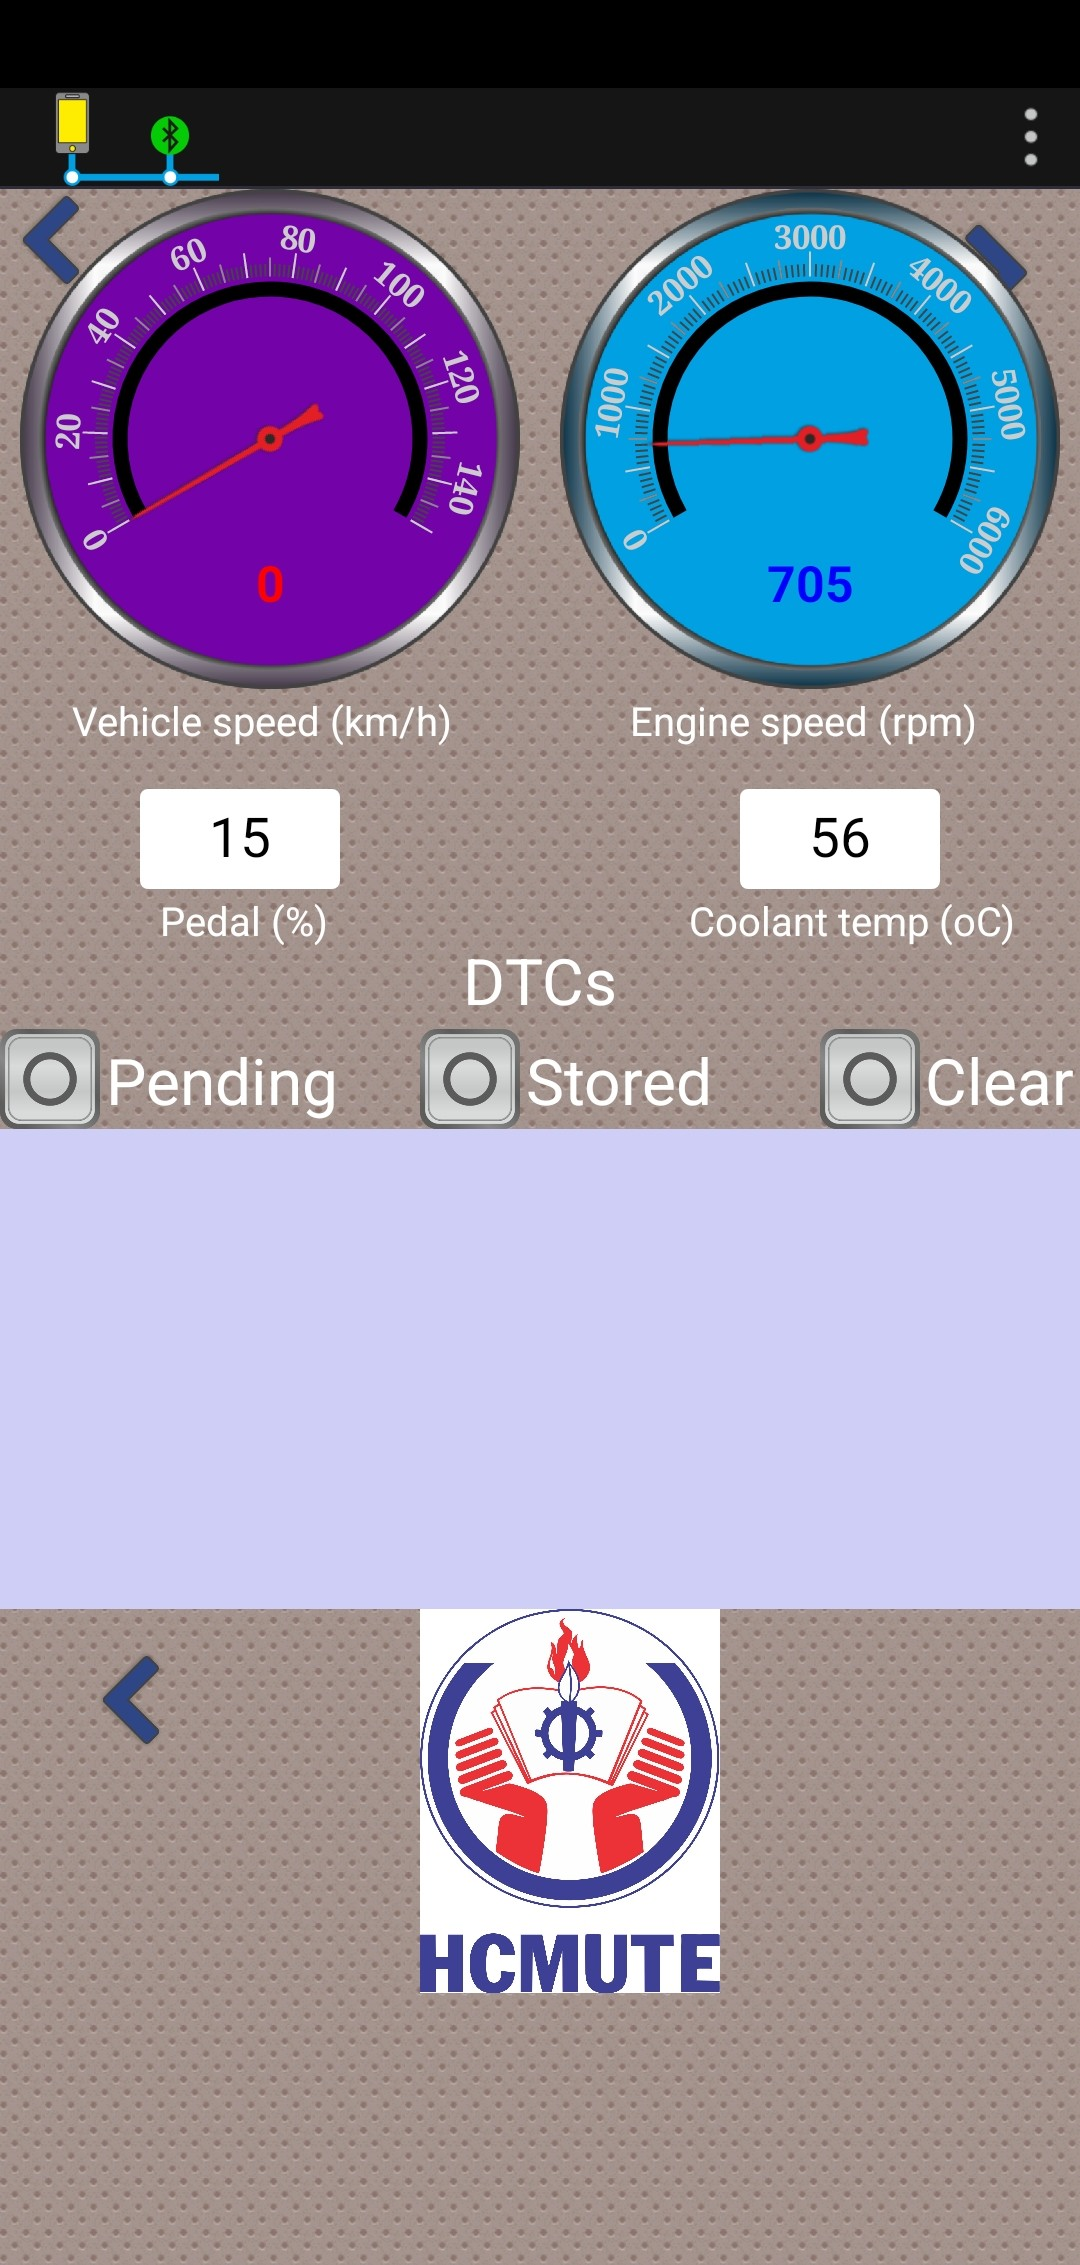 0
20
40
60
80
100
120
140
0
0
1000
2000
3000
4000
5000
6000
705
Vehicle speed (km/h)
Engine speed (rpm)
15
56
Pedal (%)
Coolant temp (oC)
DTCs
Pending
Stored
Clear
HCMUTE